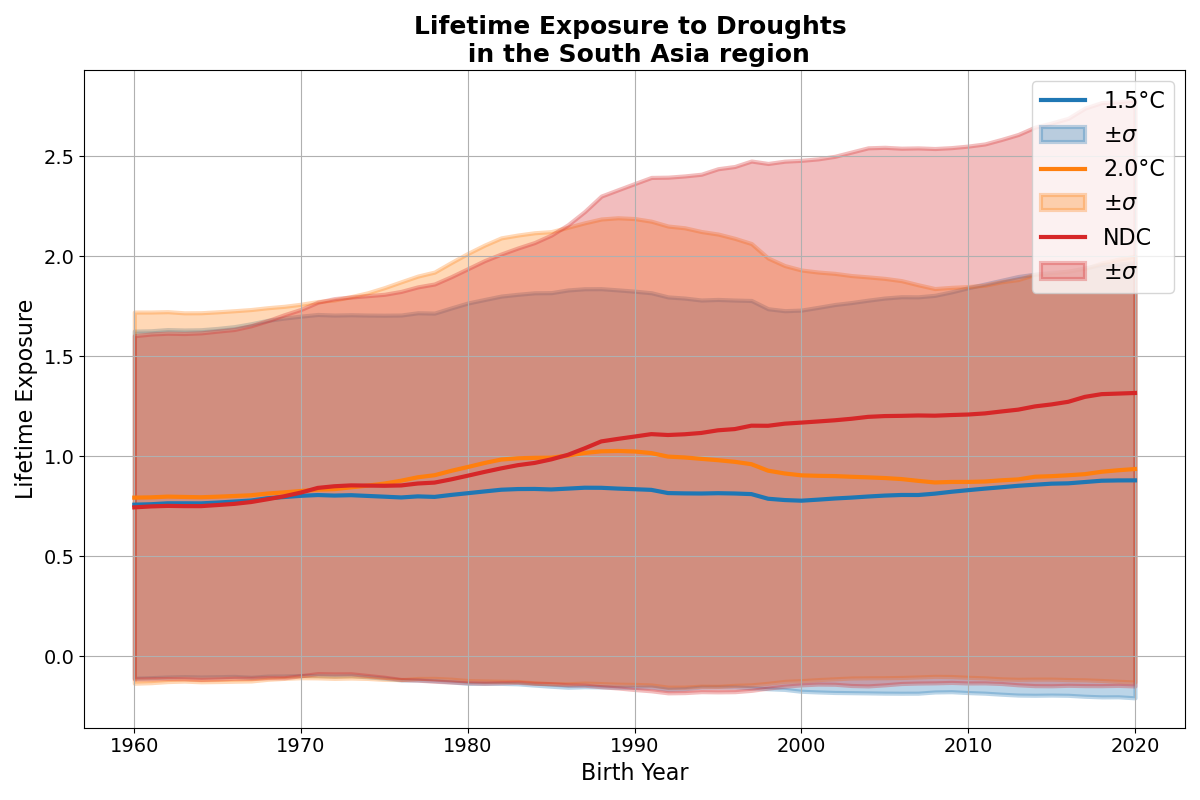 Lifetime Exposure to Droughts
in the South Asia region
Lifetime Exposure
2.5
2.0
1.5
1.0
0.5
0.0
1960 1970 1980 1990 2000 2010 2020
Birth Year
1.5°C
±σ
2.0°C
±σ
NDC
±σ